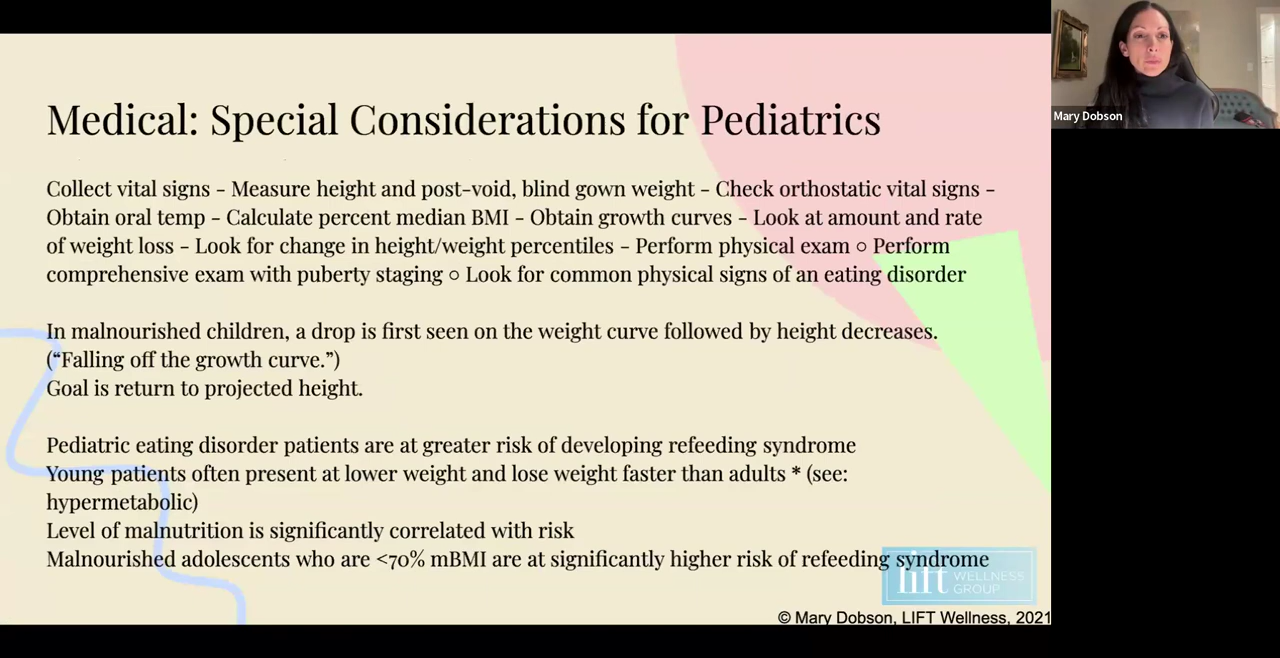 Mary Dobson
Medical: Special Considerations for Pediatrics
Collect vital signs - Measure height and post-void, blind gown weight - Check orthostatic vital signs -
Obtain oral temp - Calculate percent median BMI - Obtain growth curves - Look at amount and rate
of weight loss - Look for change in height/weight percentiles - Perform physical exam ○ Perform
comprehensive exam with puberty staging ○ Look for common physical signs of an eating disorder
In malnourished children, a drop is first seen on the weight curve followed by height decreases.
(“Falling off the growth curve.”)
Goal is return to projected height.
Pediatric eating disorder patients are at greater risk of developing refeeding syndrome
Young patients often present at lower weight and lose weight faster than adults * (see:
hypermetabolic)
Level of malnutrition is significantly correlated with risk
Malnourished adolescents who are <70% mBMI are at significantly higher risk of refeeding syndrome
lift WELLNESS
GROUP
© Mary Dobson, LIFT Wellness, 2021